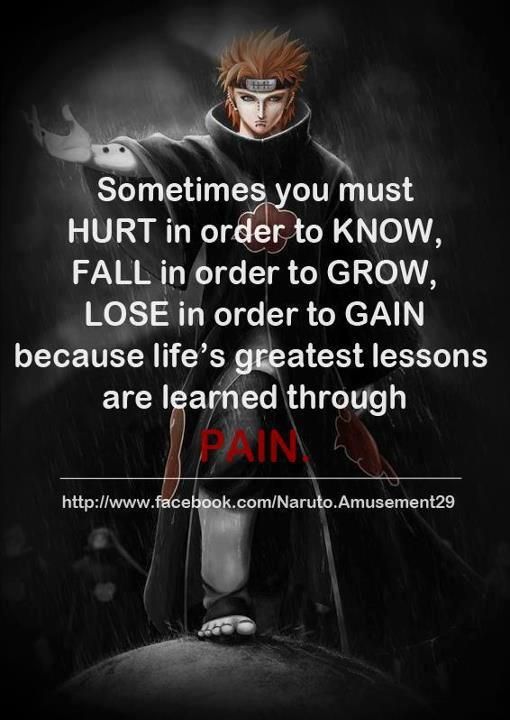 Sometimes you must
HURT in order to KNOW,
FALL in order to GROW,
LOSE in order to GAIN
because life’s greatest lessons
are learned through
PAIN.
http://www.facebook.com/Naruto.Amusement29